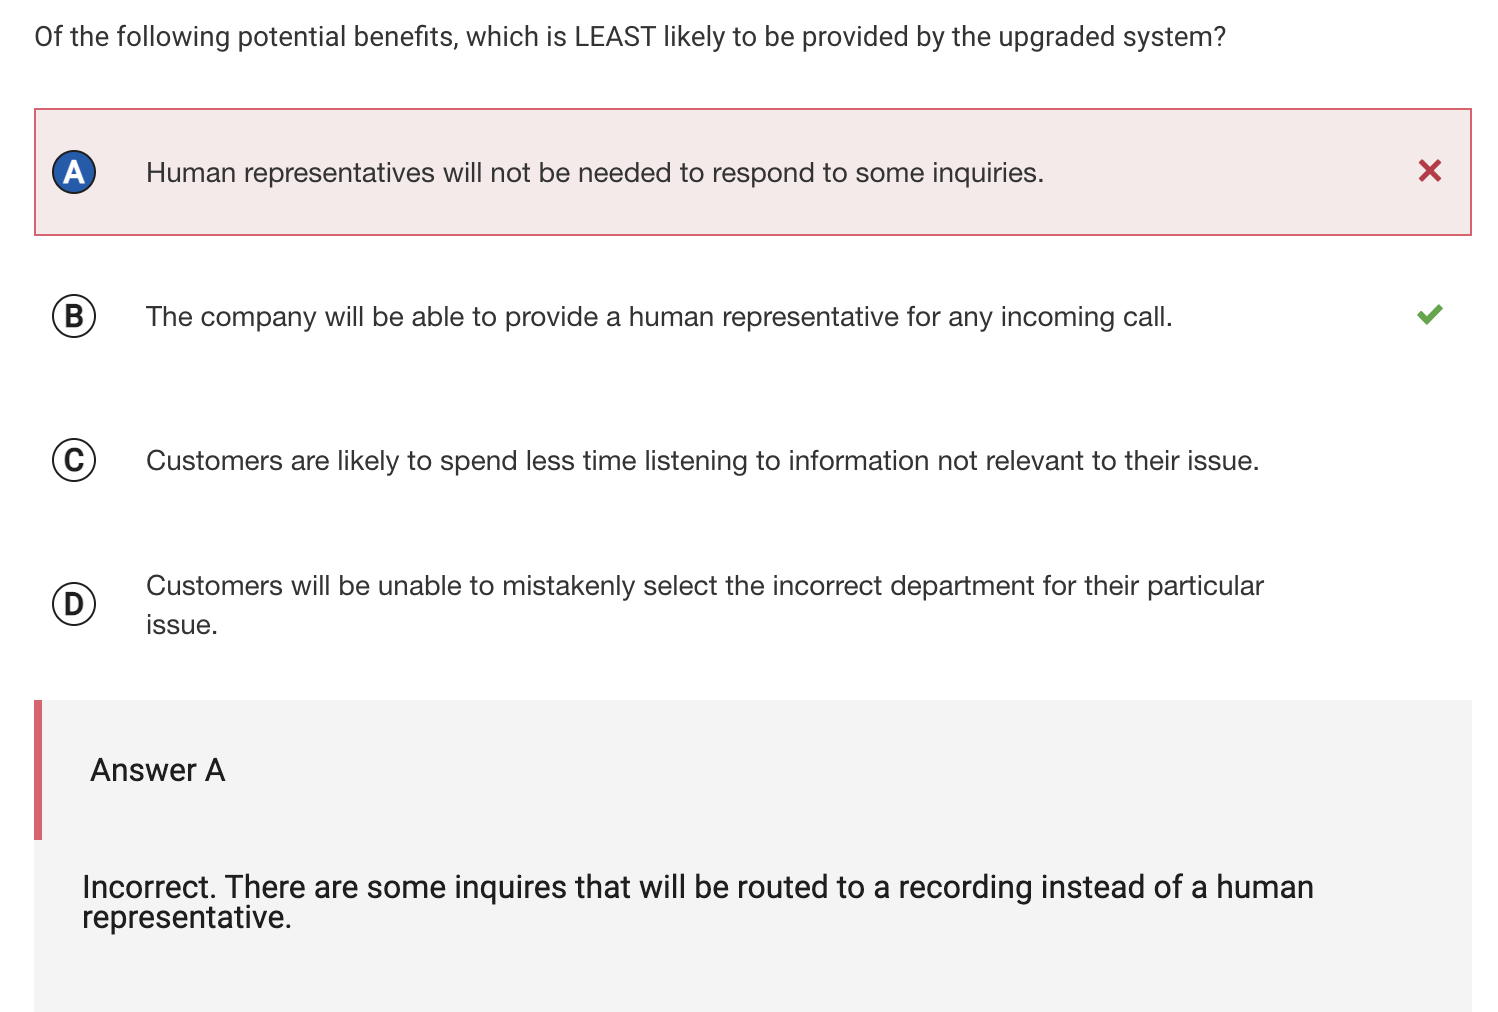 Of the following potential benefits, which is LEAST likely to be provided by the upgraded system?
A Human representatives will not be needed to respond to some inquiries.
B The company will be able to provide a human representative for any incoming call.
C Customers are likely to spend less time listening to information not relevant to their issue.
D Customers will be unable to mistakenly select the incorrect department for their particular
issue.
Answer A
Incorrect. There are some inquires that will be routed to a recording instead of a human
representative.